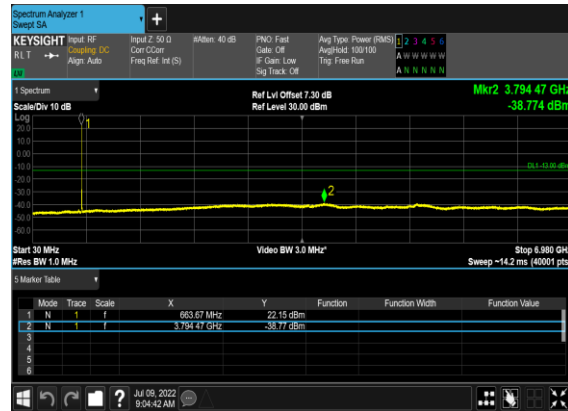 Spectrum Analyzer 1
Swept SA
+
KEYSIGHT Input: RF Input Z: 50 Ω #Atten: 40 dB PNO: Fast Avg Type: Power (RMS) 1 2 3 4 5 6
RLT Coupling: DC Corr CCorr Gate: Off Avg|Hold: 100/100 A W W W W W
Align: Auto Freq Ref: Int (S) IF Gain: Low Trig: Free Run
Sig Track: Off A N N N N N
1 Spectrum Ref Lvl Offset 7.30 dB Mkr2 3.794 47 GHz
Scale/Div 10 dB Ref Level 30.00 dBm -38.774 dBm
Log
1
20.0
10.0
0.00
-10.0 DL1 -13.00 dBm
-20.0
-30.0 2
-40.0
-50.0
-60.0
Start 30 MHz Video BW 3.0 MHz* Stop 6.980 GHz
#Res BW 1.0 MHz Sweep ~14.2 ms (40001 pts)
5 Marker Table
Mode Trace Scale X Y Function Function Width Function Value
1 N 1 f 663.67 MHz 22.15 dBm
2 N 1 f 3.794 47 GHz -38.77 dBm
3
4
5
6
? Jul 09, 2022
9:04:42 AM